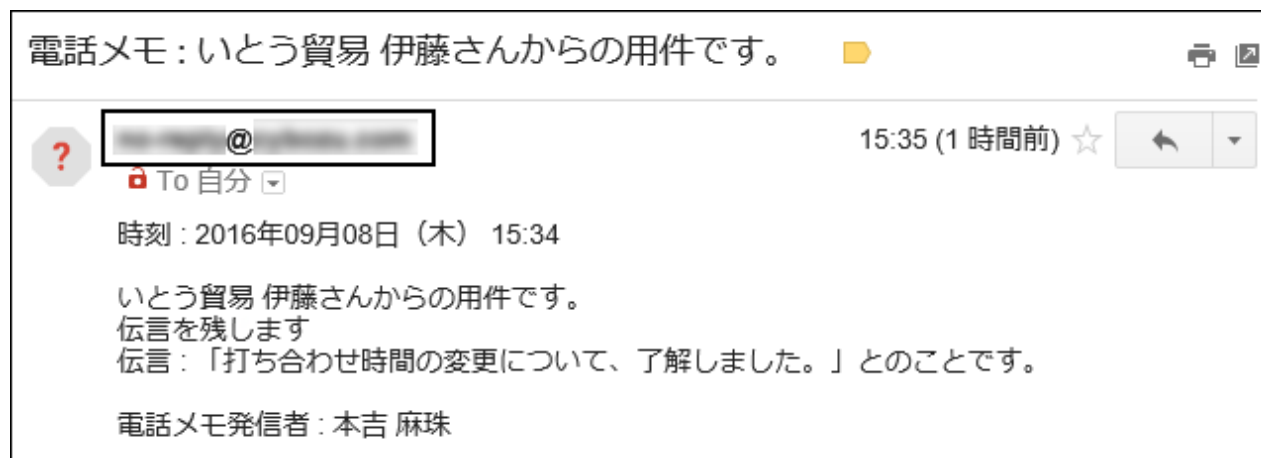 電話メモ : いとう貿易 伊藤さんからの用件です。
?
@
15:35 (1 時間前)
To 自分
時刻 : 2016年09月08日（木） 15:34
いとう貿易 伊藤さんからの用件です。
伝言を残します
伝言 : 「打ち合わせ時間の変更について、了解しました。」とのことです。
電話メモ発信者 : 本吉 麻珠